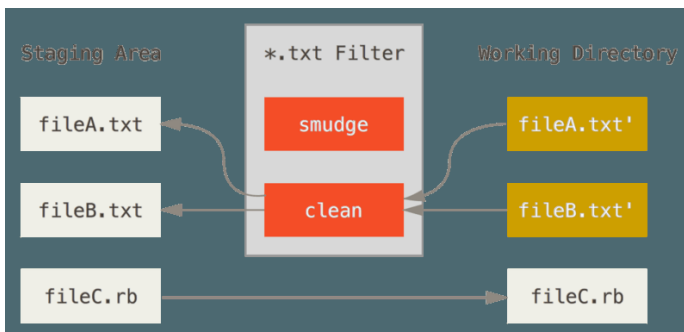 Staging Area
*.txt Filter
Working Directory
fileA.txt
smudge
fileA.txt'
fileB.txt
clean
fileB.txt'
fileC.rb
fileC.rb